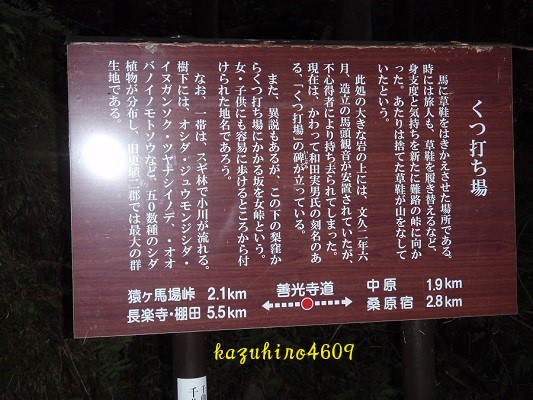 くつ打ち場
馬に草鞋をはきかえさせた場所である。
時には旅人も、草鞋を履き替えるなど、
身支度と気持ちを新たに難路の峠に向か
った。あたりは捨てた草鞋が山をなして
いたという。
此処の大きな岩の上には、文久二年六
月、造立の馬頭観音が安置されていたが、
不心得者により持ち去られてしまった。
現在は、かわって和田実男氏の刻名のあ
る、「くつ打場」の碑が立っている。
また、異説もあるが、この下の梨窪か
らくつ打ち場にかかる坂を女峠という。
女・子供にも容易に歩けるところから付
けられた地名であろう。
なお、一帯は、スギ林で小川が流れる。
樹下には、オシダ・ジュウモンジシダ・
イヌガンソク・ツヤナシイノデ、・オオ
バノイノモトソウなど、五0数種のシダ
植物が分布し、旧更埴二郡では最大の群
生地である。
猿ヶ馬場峠 2.1km
長楽寺・棚田 5.5km
善光寺道
中原 1.9km
桑原宿 2.8km
kazuhiro4609
千